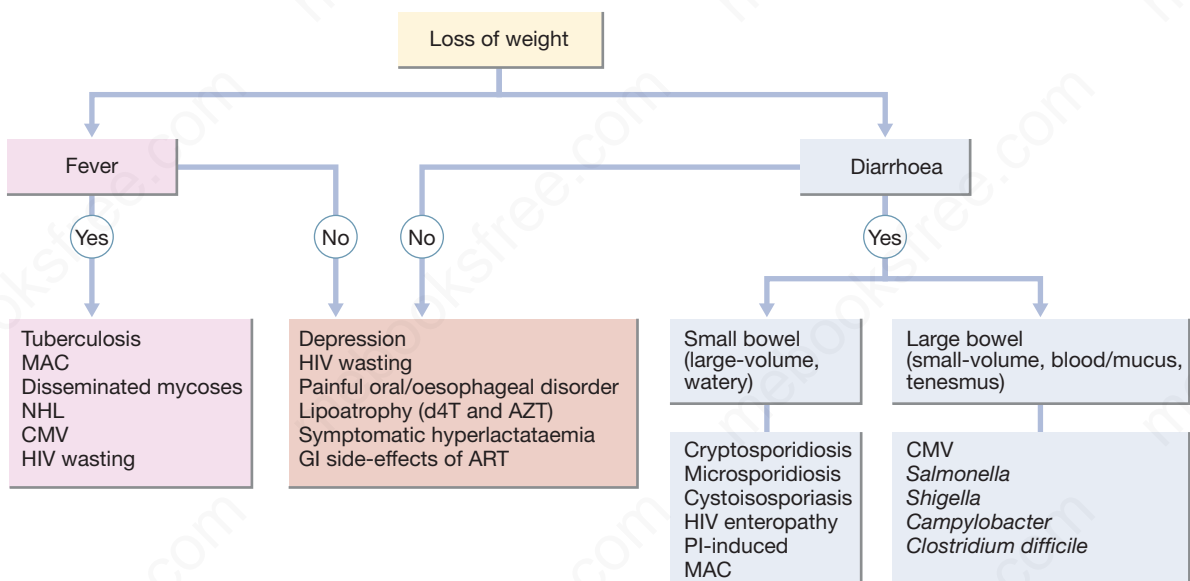 Loss of weight
Fever
Diarrhoea
Yes
No
No
Yes
Tuberculosis
MAC
Disseminated mycoses
NHL
CMV
HIV wasting
Depression
HIV wasting
Painful oral/oesophageal disorder
Lipoatrophy (d4T and AZT)
Symptomatic hyperlactataemia
GI side-effects of ART
Small bowel
(large-volume,
watery)
Large bowel
(small-volume, blood/mucus,
tenesmus)
Cryptosporidiosis
Microsporidiosis
Cystoisosporiasis
HIV enteropathy
PI-induced
MAC
CMV
Salmonella
Shigella
Campylobacter
Clostridium difficile